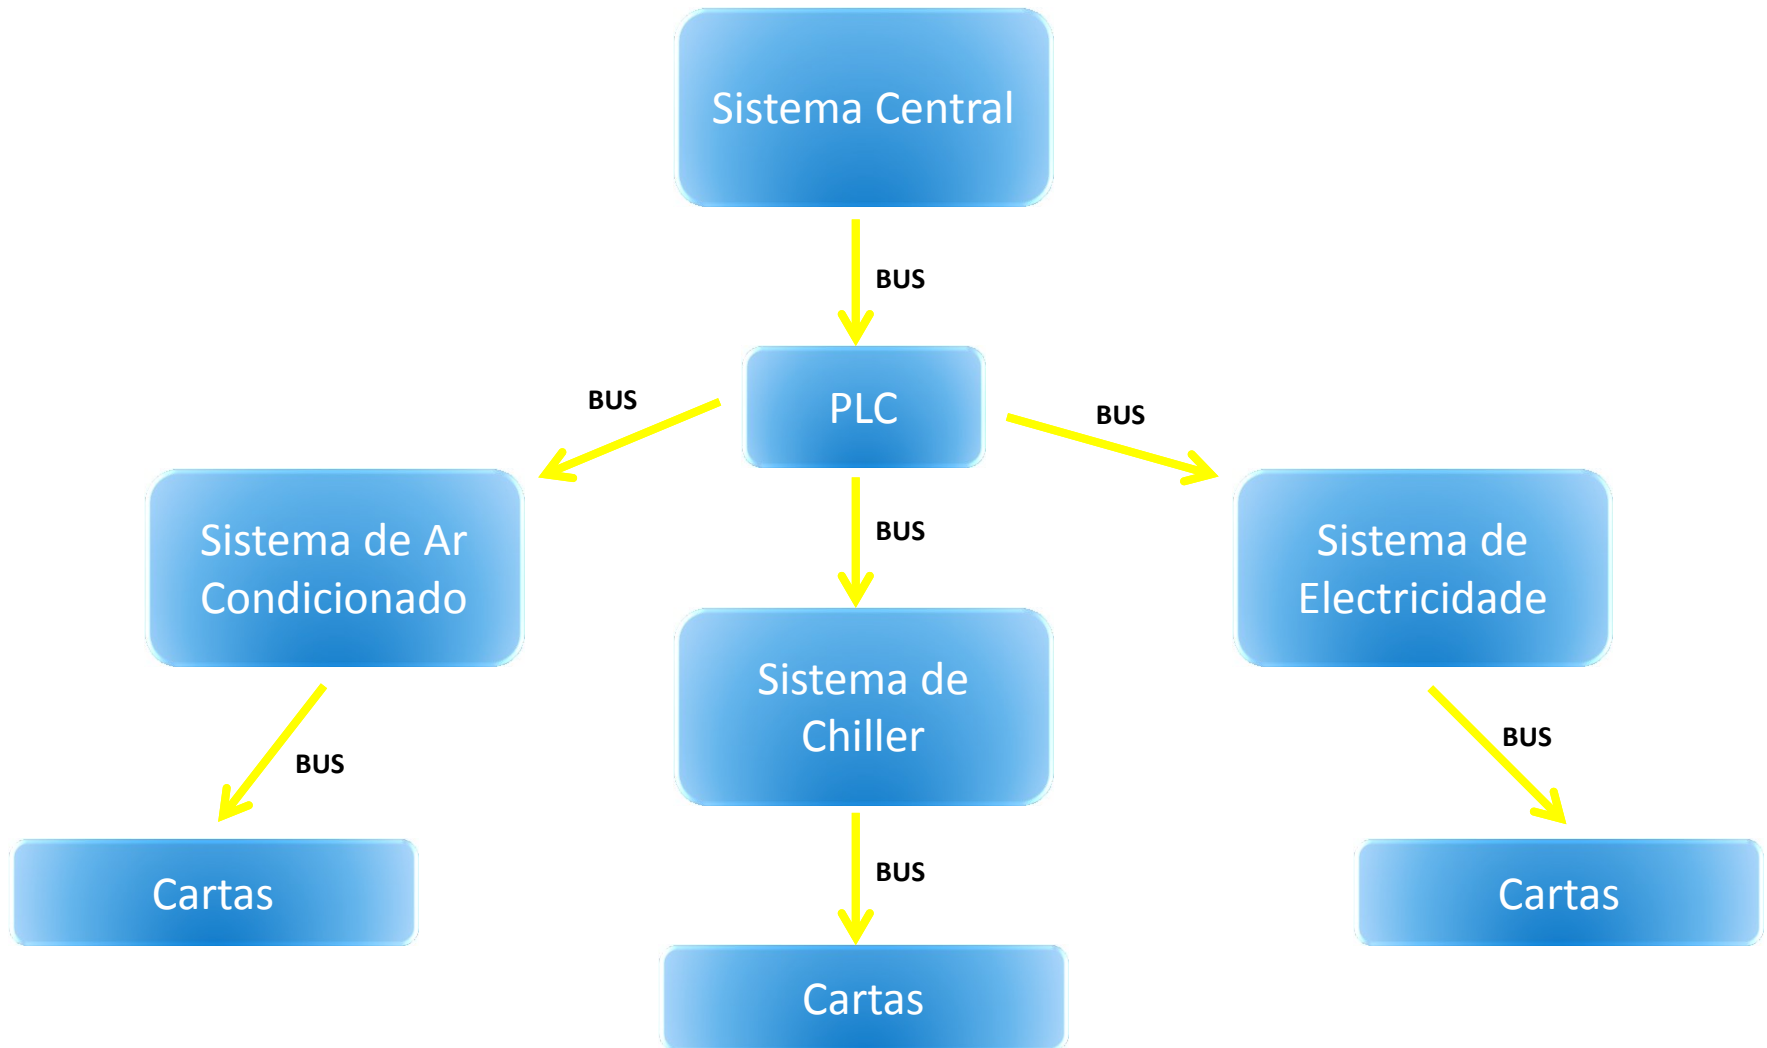 Sistema Central
BUS
PLC
BUS
BUS
BUS
Sistema de Ar
Condicionado
Sistema de
Electricidade
Sistema de
Chiller
BUS
BUS
BUS
Cartas
Cartas
Cartas